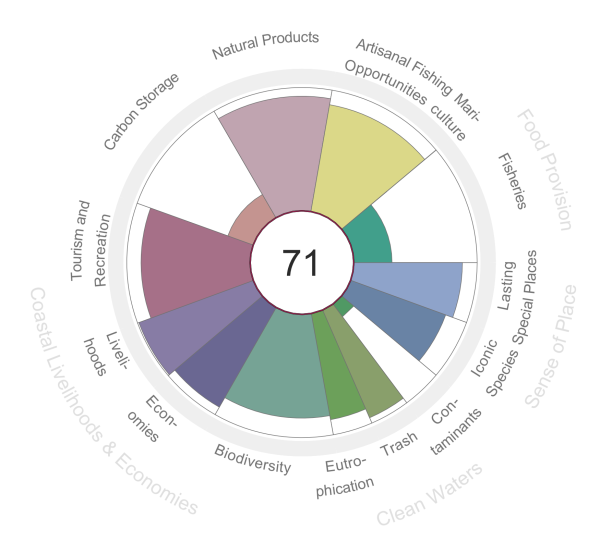 Natural Products
Artisanal Fishing
Opportunities
Mari-
culture
Fisheries
Food Provision
Lasting
Special Places
Iconic
Species
Sense of Place
Con-
taminants
Trash
Eutro-
phication
Clean Waters
Biodiversity
Econ-
omies
Liveli-
hoods
Coastal Livelihoods & Economies
Tourism and
Recreation
Carbon Storage
71